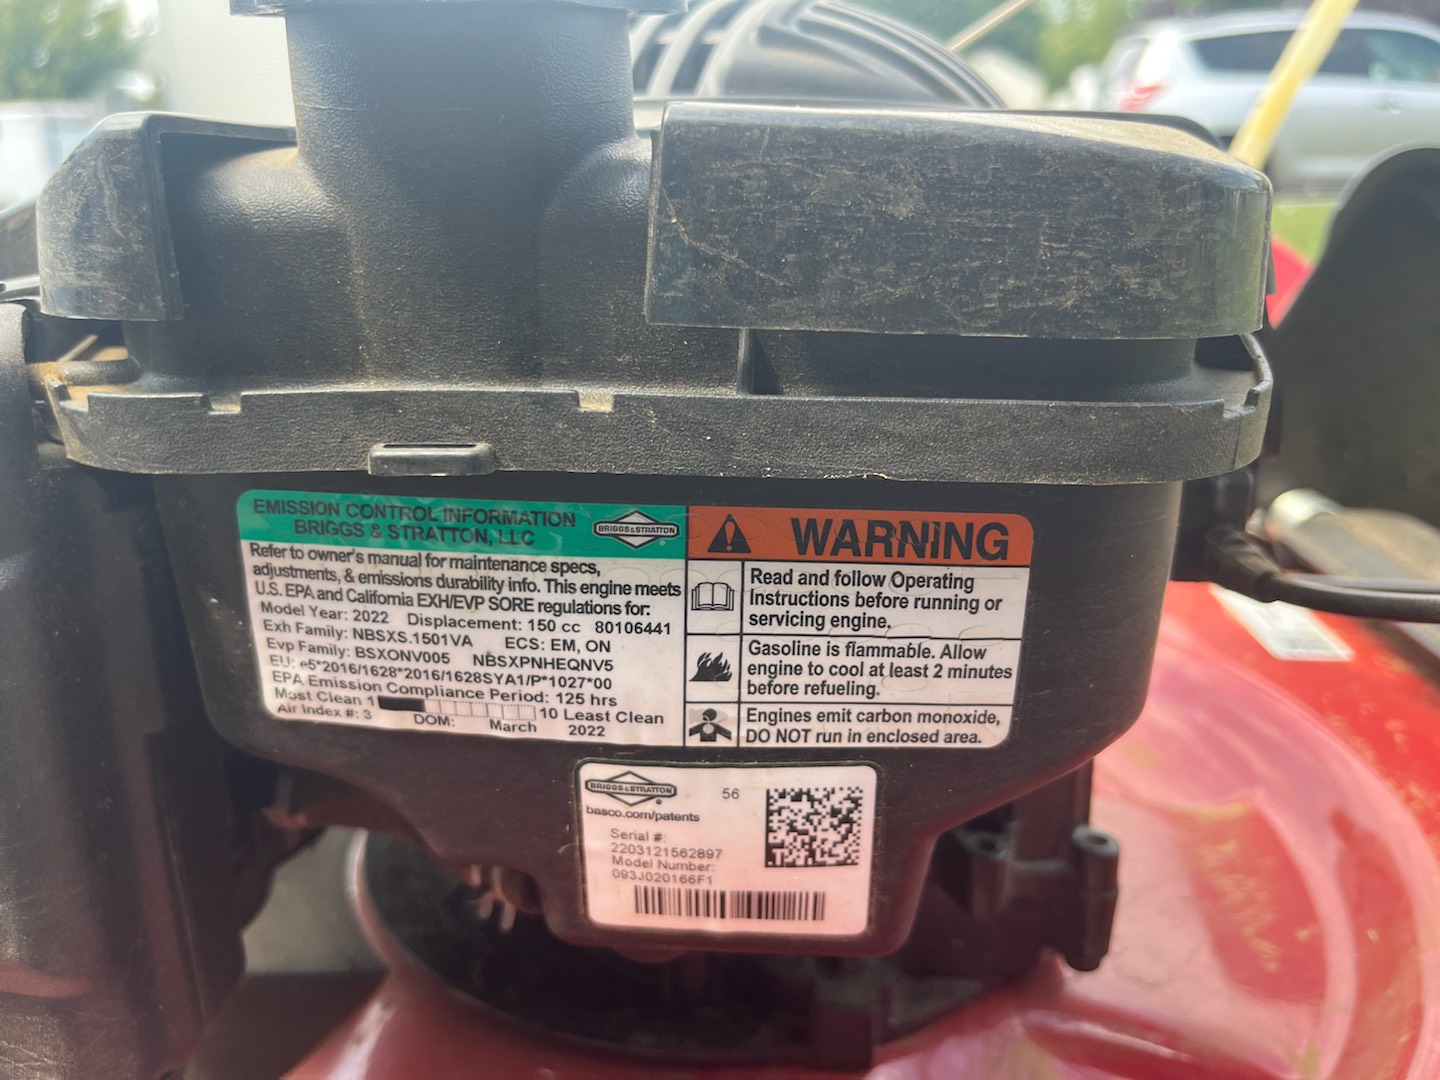 EMISSION CONTROL INFORMATION
BRIGGS & STRATTON, LLC
BRIGGS & STRATTON
Refer to owner's manual for maintenance specs,
adjustments, & emissions durability info. This engine meets
U.S. EPA and California EXH/EVP SORE regulations for:
Model Year: 2022 Displacement: 150 cc 80106441
Exh Family: NBSXS.1501VA ECS: EM, ON
Evp Family: BSXONV005 NBSXPNHEQNV5
EU: e5*2016/1628*2016/1628SYA1/P*1027*00
EPA Emission Compliance Period: 125 hrs
Most Clean 1 10 Least Clean
Air Index #: 3 DOM: March 2022
WARNING
Read and follow Operating
Instructions before running or
servicing engine.
Gasoline is flammable. Allow
engine to cool at least 2 minutes
before refueling.
Engines emit carbon monoxide,
DO NOT run in enclosed area.
BRIGGS & STRATTON
56
basco.com/patents
Serial #:
2203121562897
Model Number:
093J020166F1